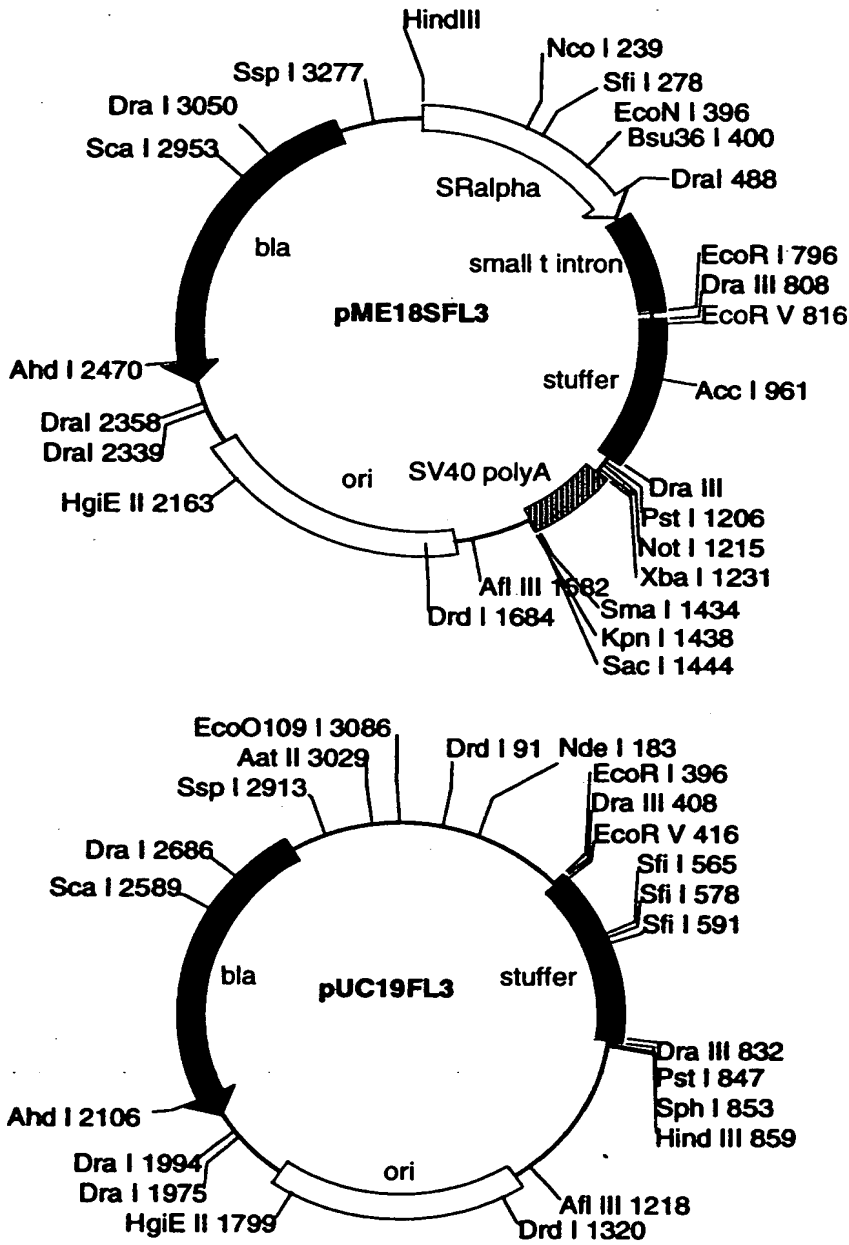 HindIII
Nco I 239
Ssp I 3277
Sfi I 278
Dra I 3050
EcoN I 396
Bsu36 I 400
Sca I 2953
SRalpha
DraI 488
bla
small t intron
EcoR I 796
Dra III 808
pME18SFL3
EcoR V 816
Ahd I 2470
stuffer
Acc I 961
DraI 2358
DraI 2339
SV40 polyA
ori
HgiE II 2163
Dra III
Pst I 1206
Not I 1215
Xba I 1231
Afl III 1682
Drd I 1684
Sma I 1434
Kpn I 1438
Sac I 1444
EcoO109 I 3086
Drd I 91
Nde I 183
Aat II 3029
EcoR I 396
Ssp I 2913
Dra III 408
EcoR V 416
Dra I 2686
Sfi I 565
Sca I 2589
Sfi I 578
Sfi I 591
bla
pUC19FL3
stuffer
Dra III 832
Pst I 847
Sph I 853
Ahd I 2106
Hind III 859
Dra I 1994
ori
Dra I 1975
Afl III 1218
HgiE II 1799
Drd I 1320